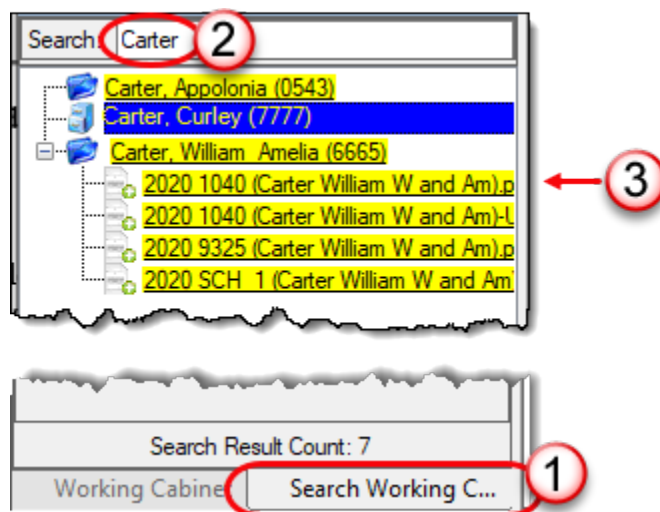 Search: Carter 2
Carter, Appolonia (0543)
Carter, Curley (7777)
Carter, William Amelia (6665)
2020 1040 (Carter William W and Am).p 3
2020 1040 (Carter William W and Am)-U
2020 9325 (Carter William W and Am).p
2020 SCH 1 (Carter William W and Am)
Search Result Count: 7
Working Cabine Search Working C... 1